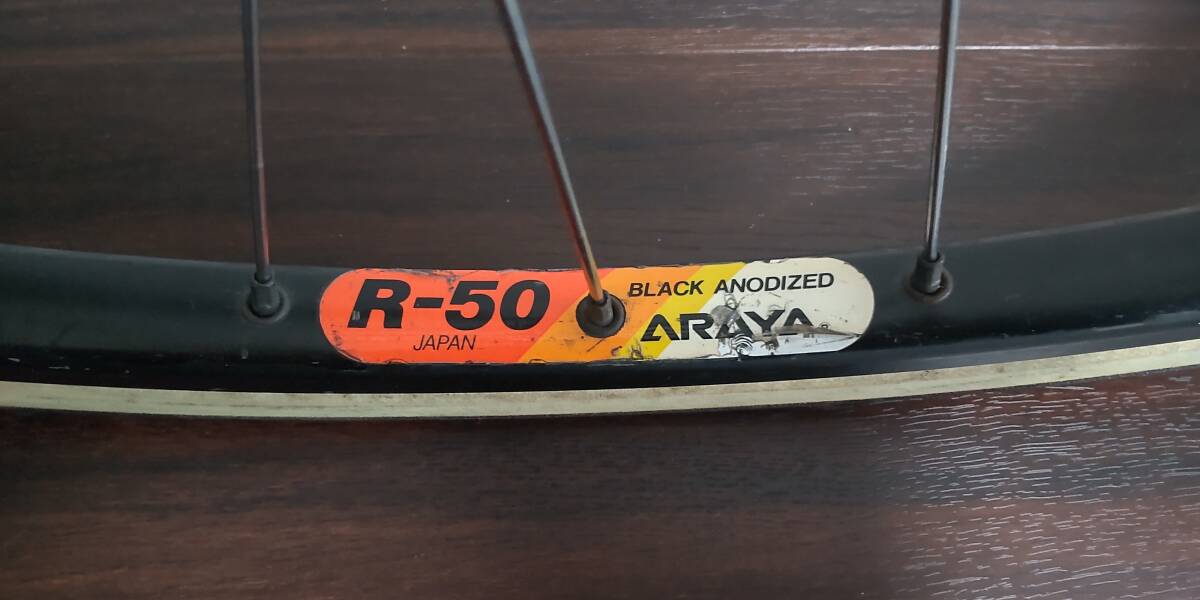 R-50
JAPAN
BLACK ANODIZED
ARAYA